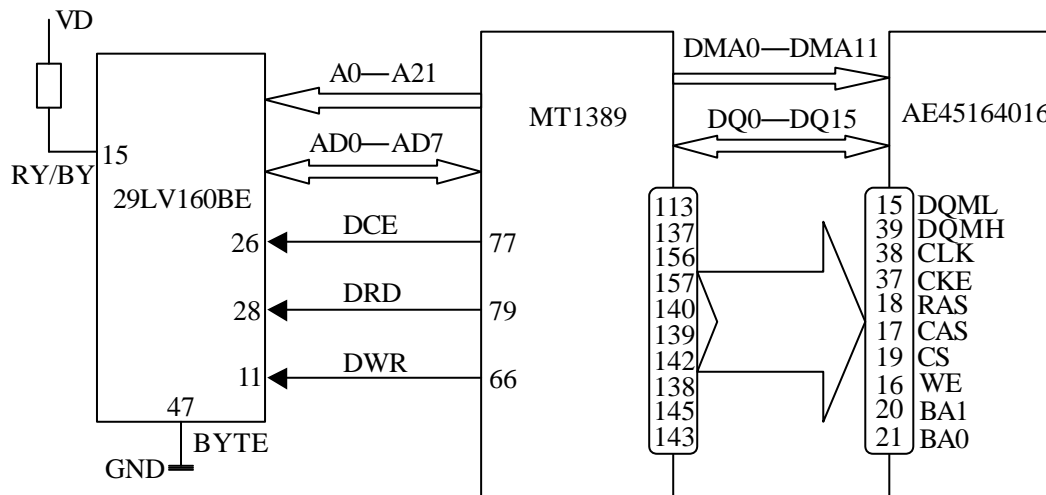 VD
RY/BY
15
29LV160BE
A0—A21
AD0—AD7
26
DCE
77
28
DRD
79
11
DWR
66
47
BYTE
GND
MT1389
DMA0—DMA11
DQ0—DQ15
AE45164016
113
137
156
157
140
139
142
138
145
143
15 DQML
39 DQMH
38 CLK
37 CKE
18 RAS
17 CAS
19 CS
16 WE
20 BA1
21 BA0